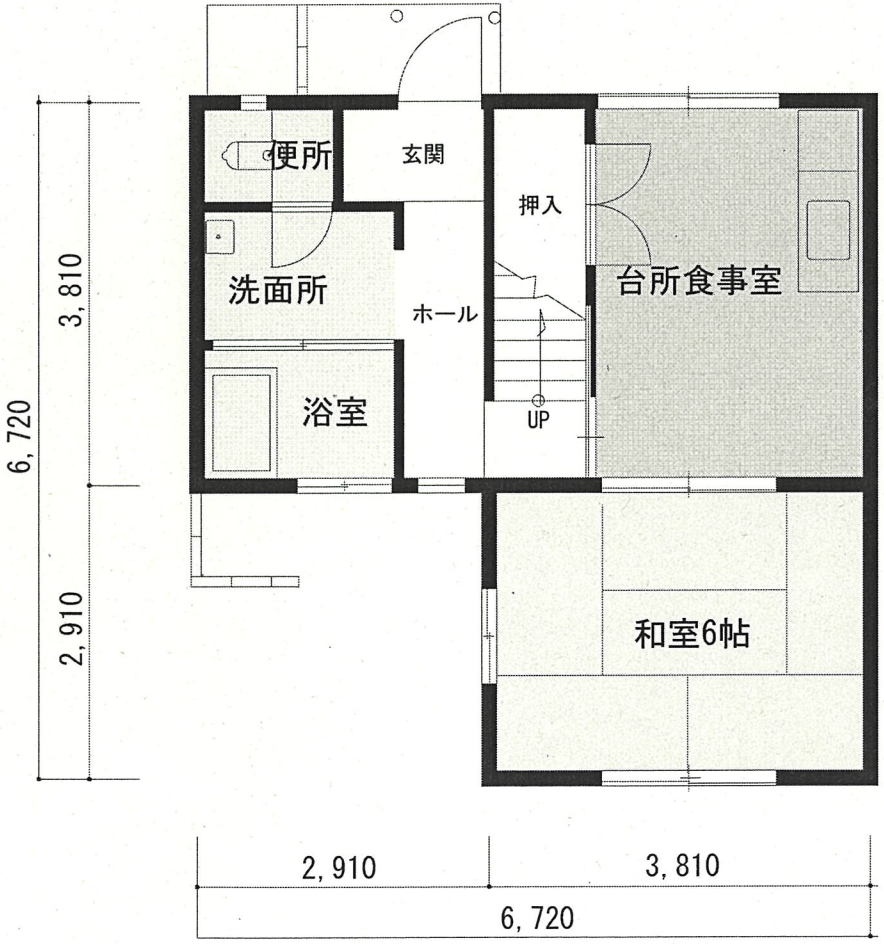 便所
玄関
押入
3,810
洗面所
ホール
台所食事室
6,720
浴室
UP
2,910
和室6帖
2,910
3,810
6,720